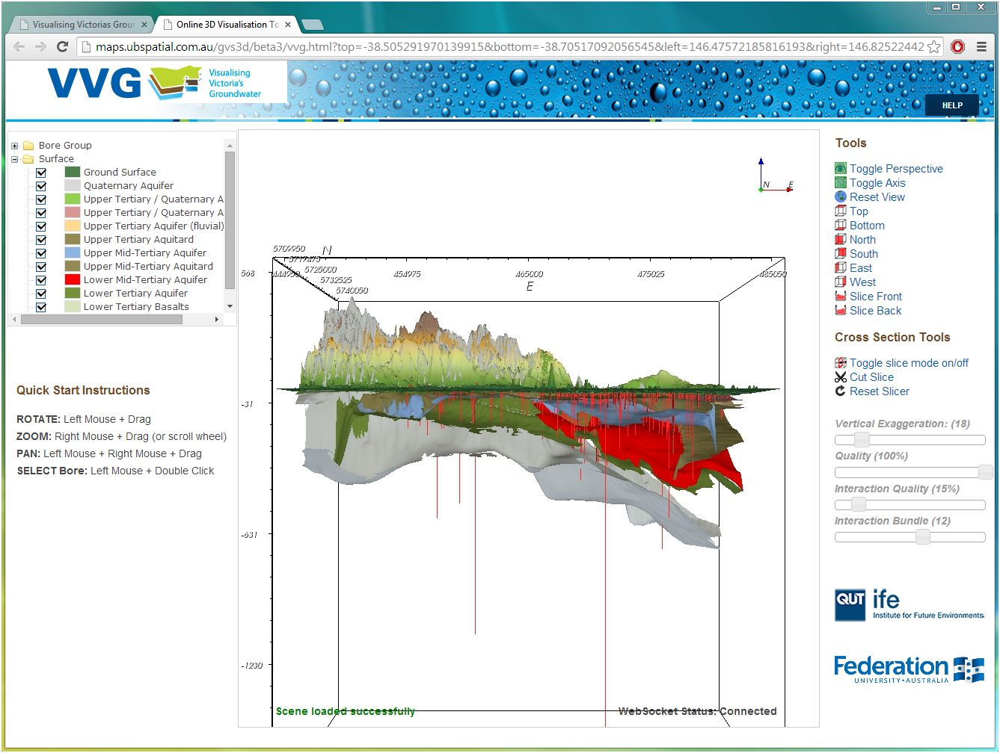 Visualising Victorias Groun
Online 3D Visualisation To
maps.ubspatial.com.au/gvs3d/beta3/vvg.html?top=-38.505291970139915&bottom=-38.70517092056545&left=146.47572185816193&right=146.82522442
VVG
Visualising
Victoria's
Groundwater
HELP
Bore Group
Surface
Ground Surface
Quaternary Aquifer
Upper Tertiary / Quaternary A
Upper Tertiary / Quaternary A
Upper Tertiary Aquifer (fluvial)
Upper Tertiary Aquitard
Upper Mid-Tertiary Aquifer
Upper Mid-Tertiary Aquitard
Lower Mid-Tertiary Aquifer
Lower Tertiary Aquifer
Lower Tertiary Basalts
Quick Start Instructions
ROTATE: Left Mouse + Drag
ZOOM: Right Mouse + Drag (or scroll wheel)
PAN: Left Mouse + Right Mouse + Drag
SELECT Bore: Left Mouse + Double Click
N E
5709950 N
5717475
5725000
5732525
5740050
568
444950 454975 465000 475025 485050
E
-31
-631
-1230
Scene loaded successfully
WebSocket Status: Connected
Tools
Toggle Perspective
Toggle Axis
Reset View
Top
Bottom
North
South
East
West
Slice Front
Slice Back
Cross Section Tools
Toggle slice mode on/off
Cut Slice
Reset Slicer
Vertical Exaggeration: (18)
Quality (100%)
Interaction Quality (15%)
Interaction Bundle (12)
QUT ife
Institute for Future Environments
Federation
UNIVERSITY • AUSTRALIA